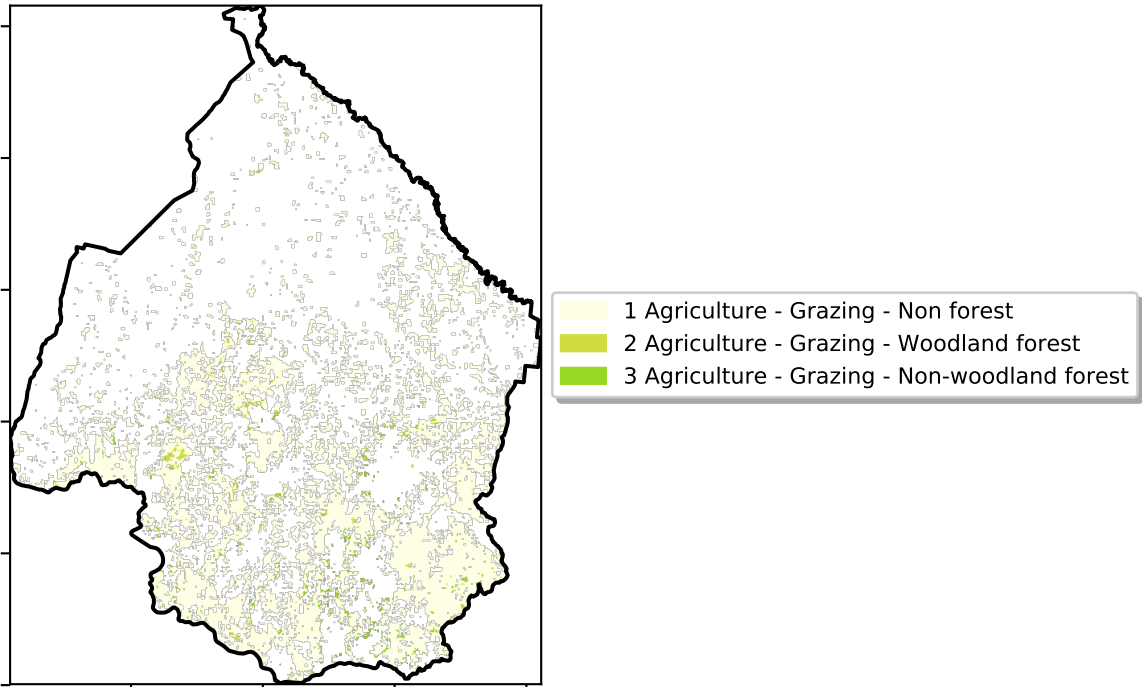 1 Agriculture - Grazing - Non forest
2 Agriculture - Grazing - Woodland forest
3 Agriculture - Grazing - Non-woodland forest